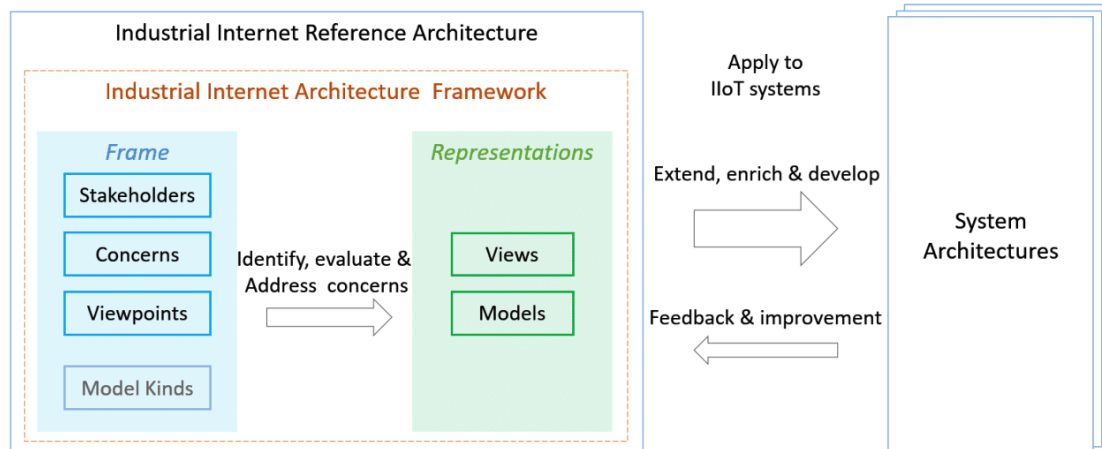 Industrial Internet Reference Architecture
Industrial Internet Architecture Framework
Frame
Stakeholders
Concerns
Viewpoints
Model Kinds
Identify, evaluate &
Address concerns
Representations
Views
Models
Apply to
IIoT systems
Extend, enrich & develop
Feedback & improvement
System
Architectures